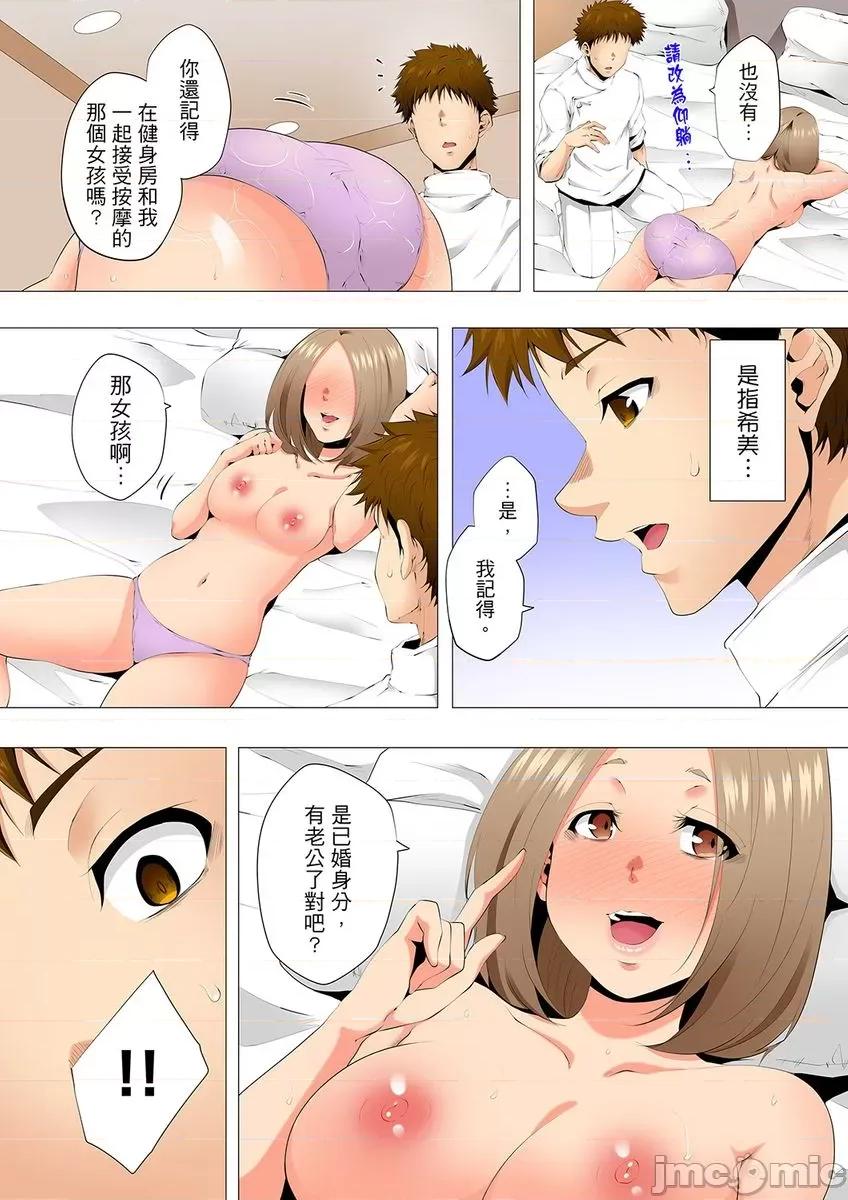 也沒有…
請改為仰躺…
你還記得
在健身房和我
一起接受按摩的
那個女孩嗎？
是指希美…
…是，
我記得。
那女孩啊…
是已婚身分，
有老公了對吧？
!!
jmcomic